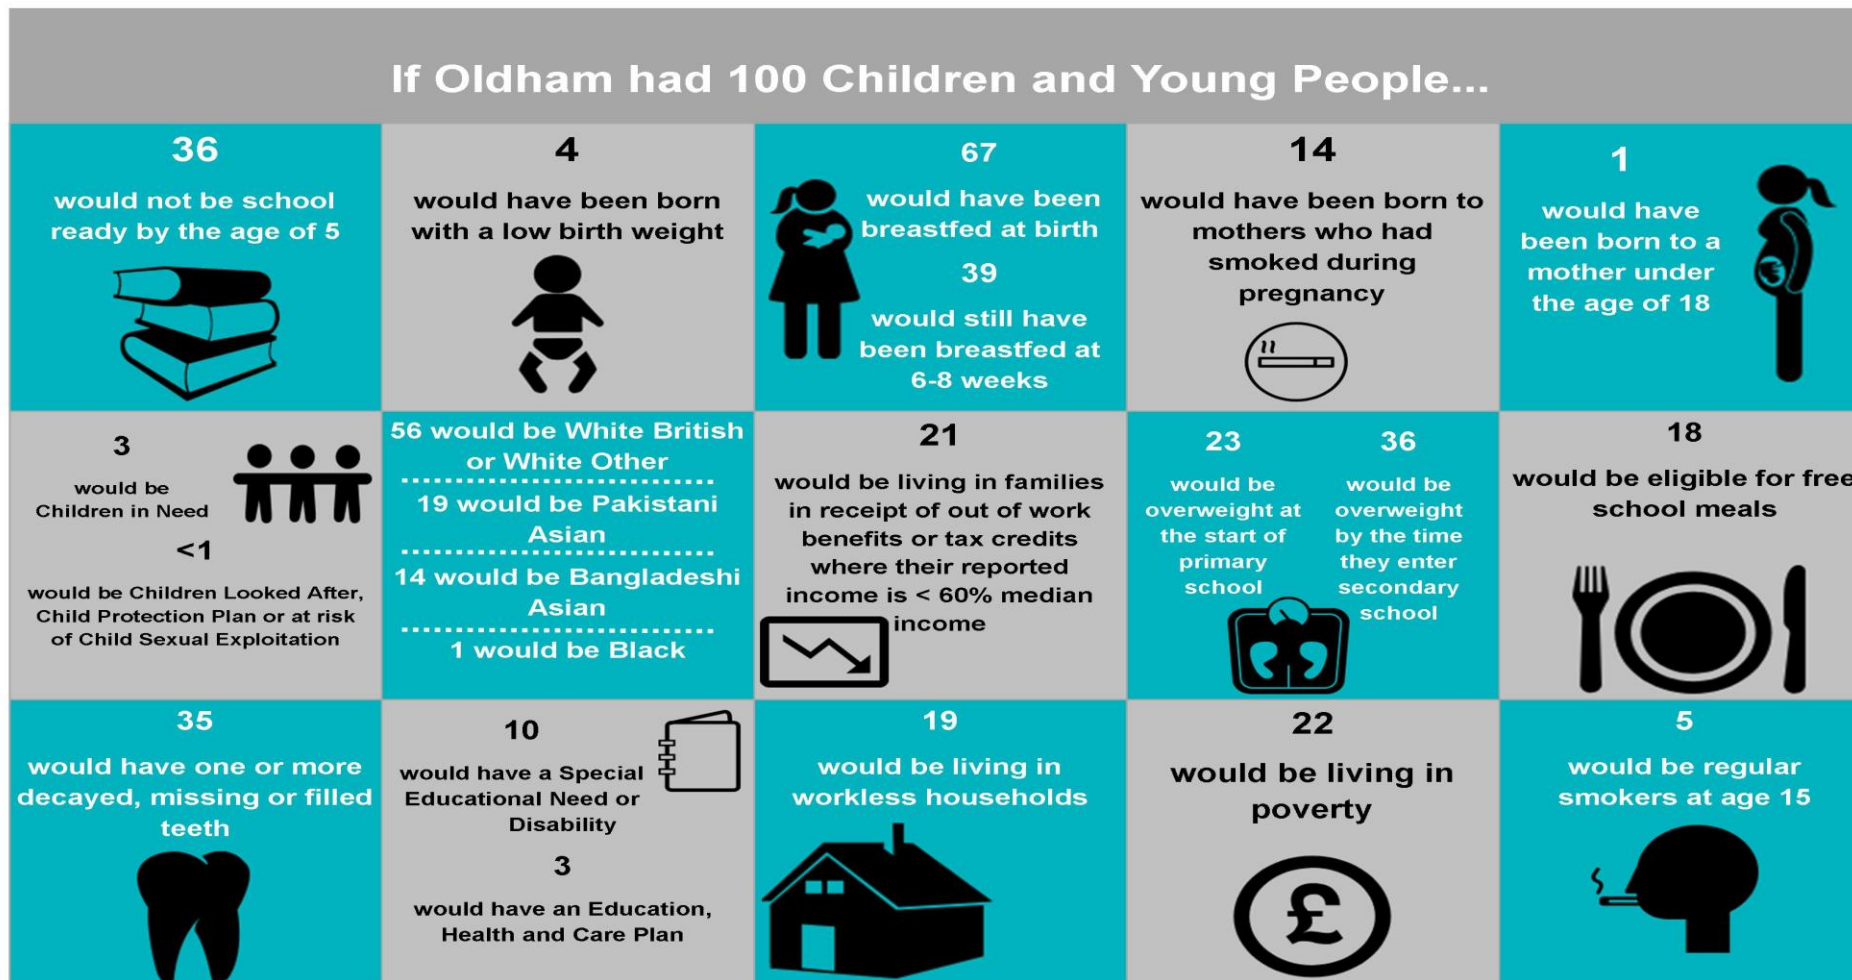 If Oldham had 100 Children and Young People...
36
would not be school
ready by the age of 5
4
would have been born
with a low birth weight
67
would have been
breastfed at birth
39
would still have
been breastfed at
6-8 weeks
14
would have been born to
mothers who had
smoked during
pregnancy
1
would have
been born to a
mother under
the age of 18
3
would be
Children in Need
<1
would be Children Looked After,
Child Protection Plan or at risk
of Child Sexual Exploitation
56 would be White British
or White Other
19 would be Pakistani
Asian
14 would be Bangladeshi
Asian
1 would be Black
21
would be living in families
in receipt of out of work
benefits or tax credits
where their reported
income is < 60% median
income
23
would be
overweight at
the start of
primary
school
36
would be
overweight
by the time
they enter
secondary
school
18
would be eligible for free
school meals
35
would have one or more
decayed, missing or filled
teeth
10
would have a Special
Educational Need or
Disability
3
would have an Education,
Health and Care Plan
19
would be living in
workless households
22
would be living in
poverty
£
5
would be regular
smokers at age 15